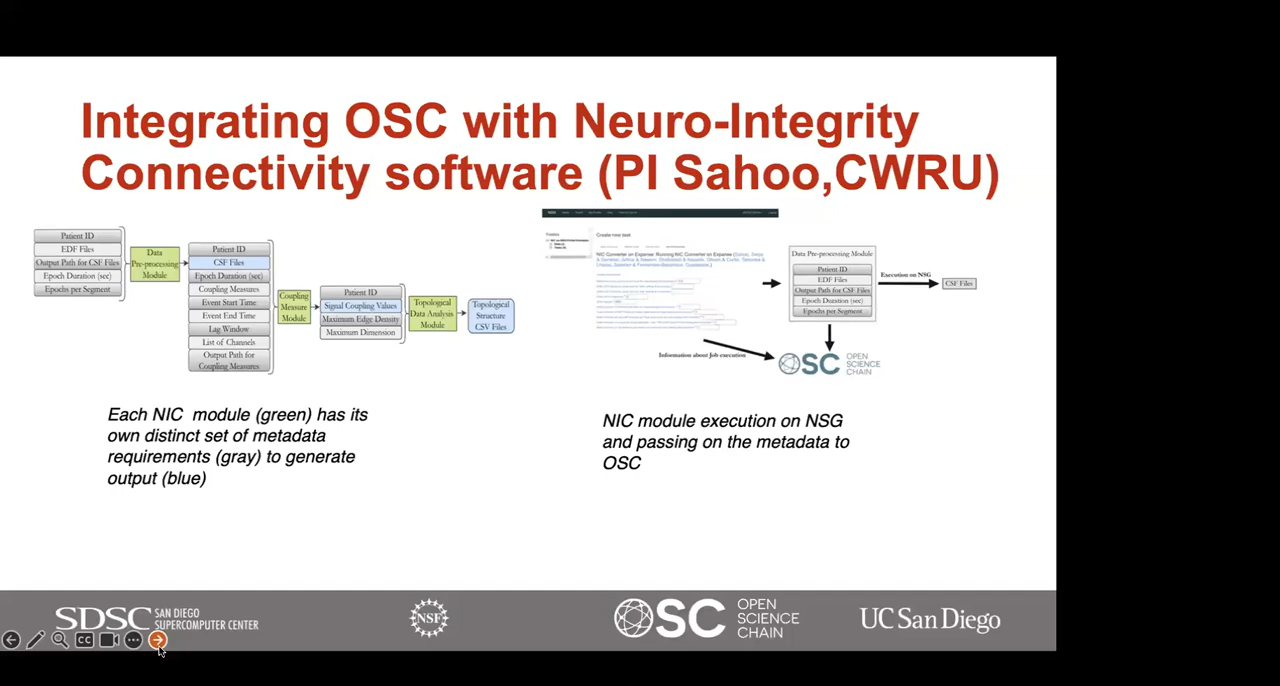 Integrating OSC with Neuro-Integrity
Connectivity software (PI Sahoo,CWRU)
Patient ID
EDF Files
Output Path for CSF Files
Epoch Duration (sec)
Epochs per Segment
Data
Pre-processing
Module
Patient ID
CSF Files
Epoch Duration (sec)
Coupling Measures
Event Start Time
Event End Time
Lag Window
List of Channels
Output Path for
Coupling Measures
Coupling
Measure
Module
Patient ID
Signal Coupling Values
Maximum Edge Density
Maximum Dimension
Topological
Data Analysis
Module
Topological
Structure
CSV Files
Each NIC module (green) has its
own distinct set of metadata
requirements (gray) to generate
output (blue)
Create new task
Data Pre-processing Module
Patient ID
EDF Files
Output Path for CSF Files
Epoch Duration (sec)
Epochs per Segment
Execution on NSG
CSF Files
Information about Job execution
OSC
OPEN
SCIENCE
CHAIN
NIC module execution on NSG
and passing on the metadata to
OSC
SDSC SAN DIEGO
SUPERCOMPUTER CENTER
NSF
OSC
OPEN
SCIENCE
CHAIN
UC San Diego
CC